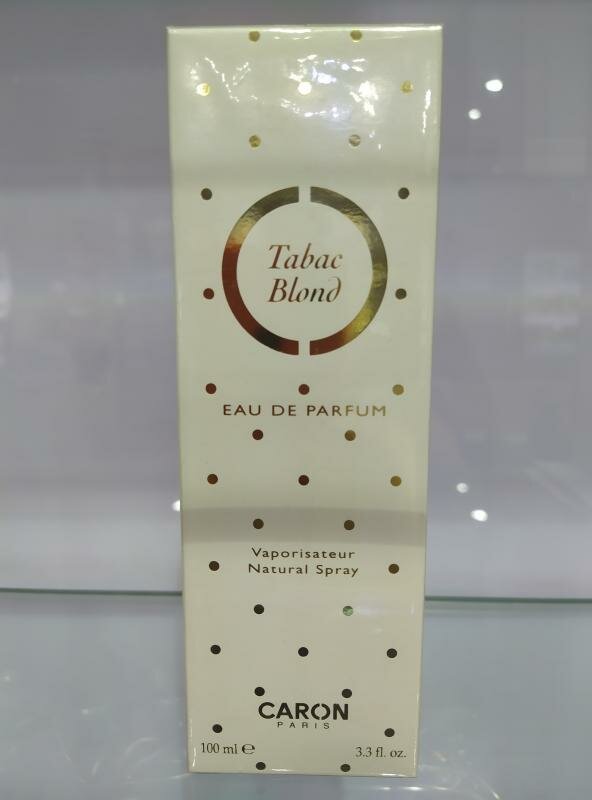 Tabac
Blond
EAU DE PARFUM
Vaporisateur
Natural Spray
CARON
PARIS
100 ml ℮ 3.3 fl. oz.